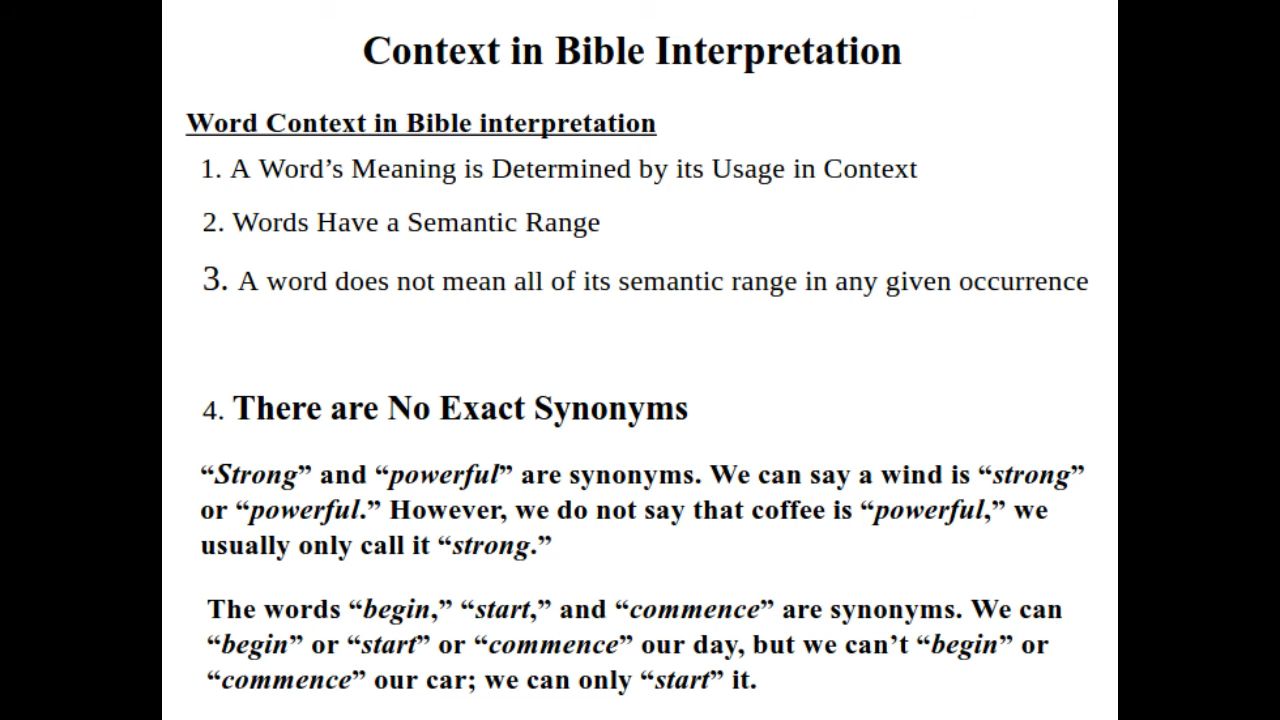 Context in Bible Interpretation
Word Context in Bible interpretation
1. A Word’s Meaning is Determined by its Usage in Context
2. Words Have a Semantic Range
3. A word does not mean all of its semantic range in any given occurrence
4. There are No Exact Synonyms
“Strong” and “powerful” are synonyms. We can say a wind is “strong”
or “powerful.” However, we do not say that coffee is “powerful,” we
usually only call it “strong.”
The words “begin,” “start,” and “commence” are synonyms. We can
“begin” or “start” or “commence” our day, but we can’t “begin” or
“commence” our car; we can only “start” it.